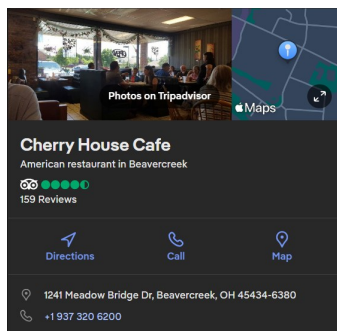 Photos on Tripadvisor
Maps
Cherry House Cafe
American restaurant in Beavercreek
159 Reviews
Directions
Call
Map
1241 Meadow Bridge Dr, Beavercreek, OH 45434-6380
+1 937 320 6200